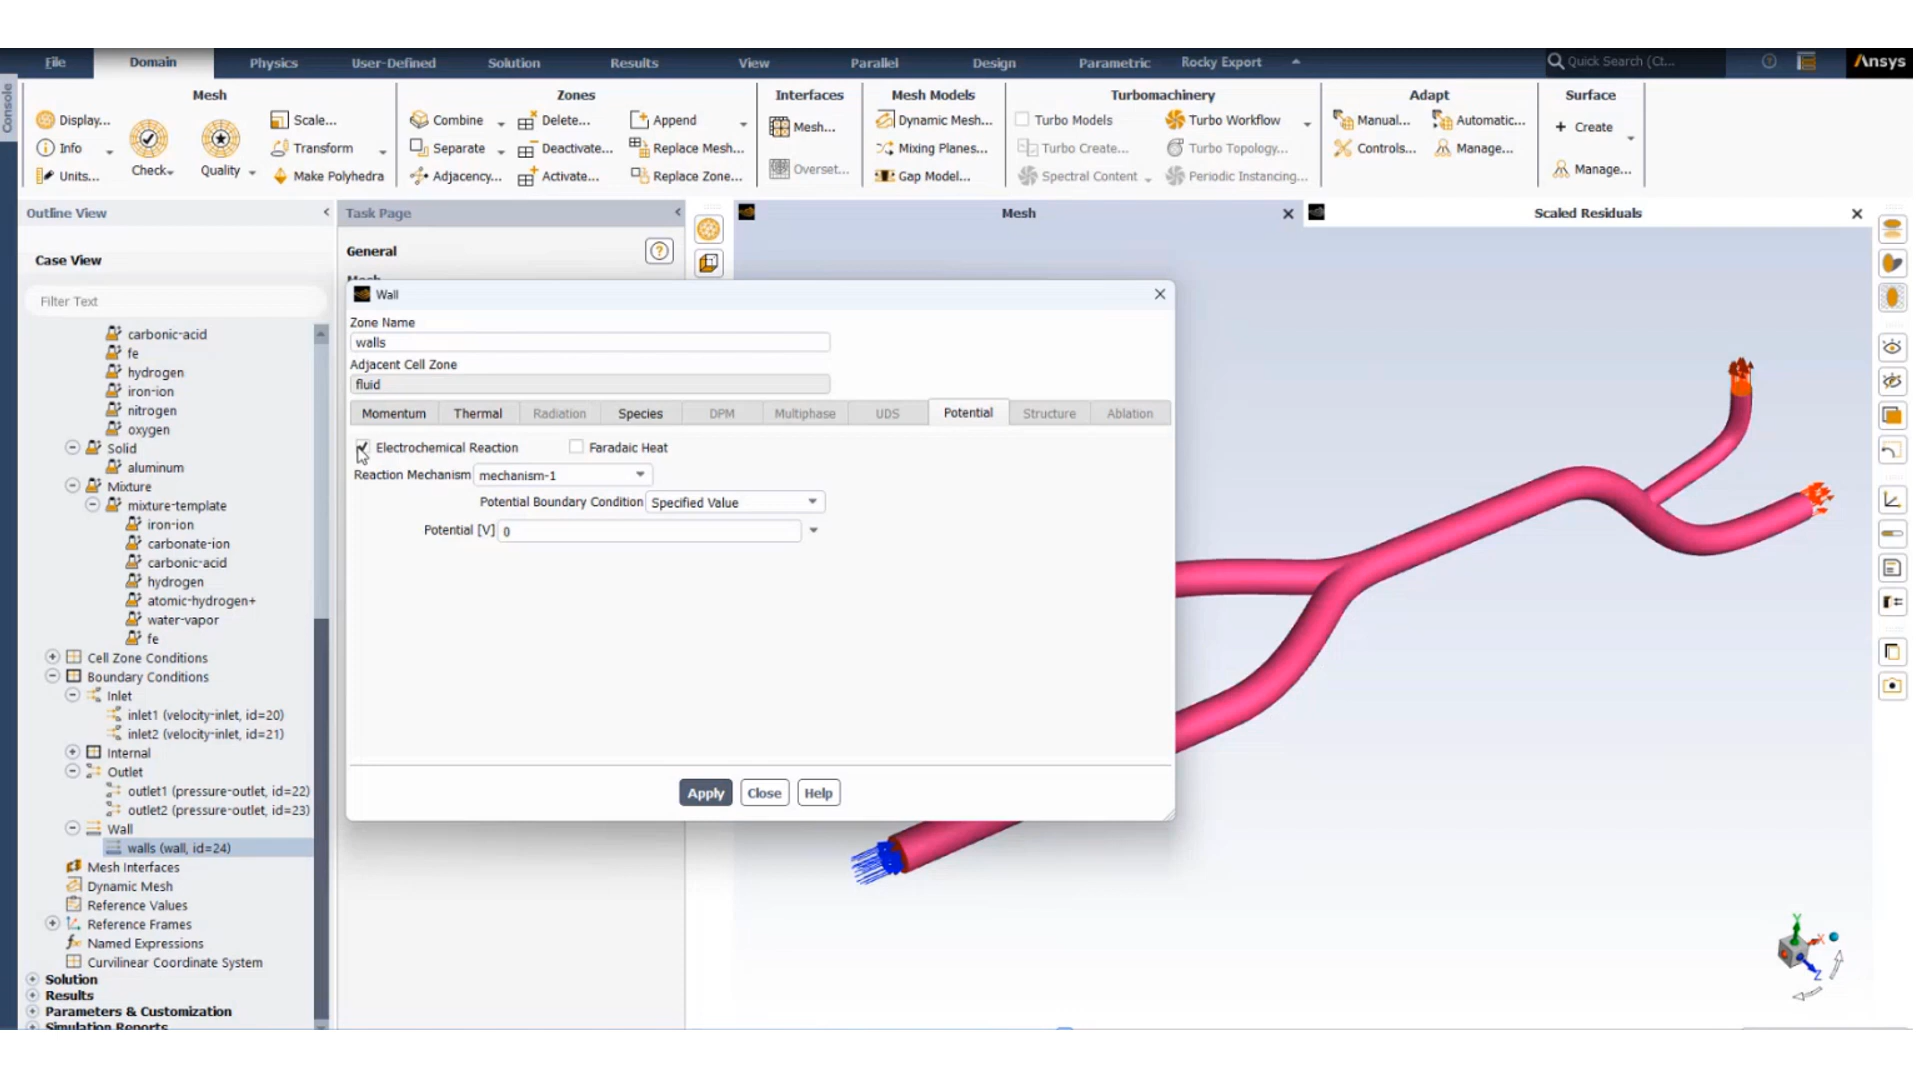 File Domain Physics User-Defined Solution Results View Parallel Design Parametric Rocky Export Quick Search (Ct... Ansys
Console
Mesh Zones Interfaces Mesh Models Turbomachinery Adapt Surface
Display... Scale... Combine Delete... Append Mesh... Dynamic Mesh... Turbo Models Turbo Workflow Manual... Automatic... Create
Info Check Quality Transform Separate Deactivate... Replace Mesh... Mixing Planes... Turbo Create... Turbo Topology... Controls... Manage...
Units... Make Polyhedra Adjacency... Activate... Replace Zone... Overset... Gap Model... Spectral Content Periodic Instancing... Manage...
Outline View
Task Page
Mesh
Scaled Residuals
Case View
General
Mesh
Filter Text
carbonic-acid
fe
hydrogen
iron-ion
nitrogen
oxygen
Solid
aluminum
Mixture
mixture-template
iron-ion
carbonate-ion
carbonic-acid
hydrogen
atomic-hydrogen+
water-vapor
fe
Cell Zone Conditions
Boundary Conditions
Inlet
inlet1 (velocity-inlet, id=20)
inlet2 (velocity-inlet, id=21)
Internal
Outlet
outlet1 (pressure-outlet, id=22)
outlet2 (pressure-outlet, id=23)
Wall
walls (wall, id=24)
Mesh Interfaces
Dynamic Mesh
Reference Values
Reference Frames
Named Expressions
Curvilinear Coordinate System
Solution
Results
Parameters & Customization
Simulation Reports
Wall
Zone Name
walls
Adjacent Cell Zone
fluid
Momentum Thermal Radiation Species DPM Multiphase UDS Potential Structure Ablation
Electrochemical Reaction Faradaic Heat
Reaction Mechanism mechanism-1
Potential Boundary Condition Specified Value
Potential [V] 0
Apply Close Help
Y
X
Z